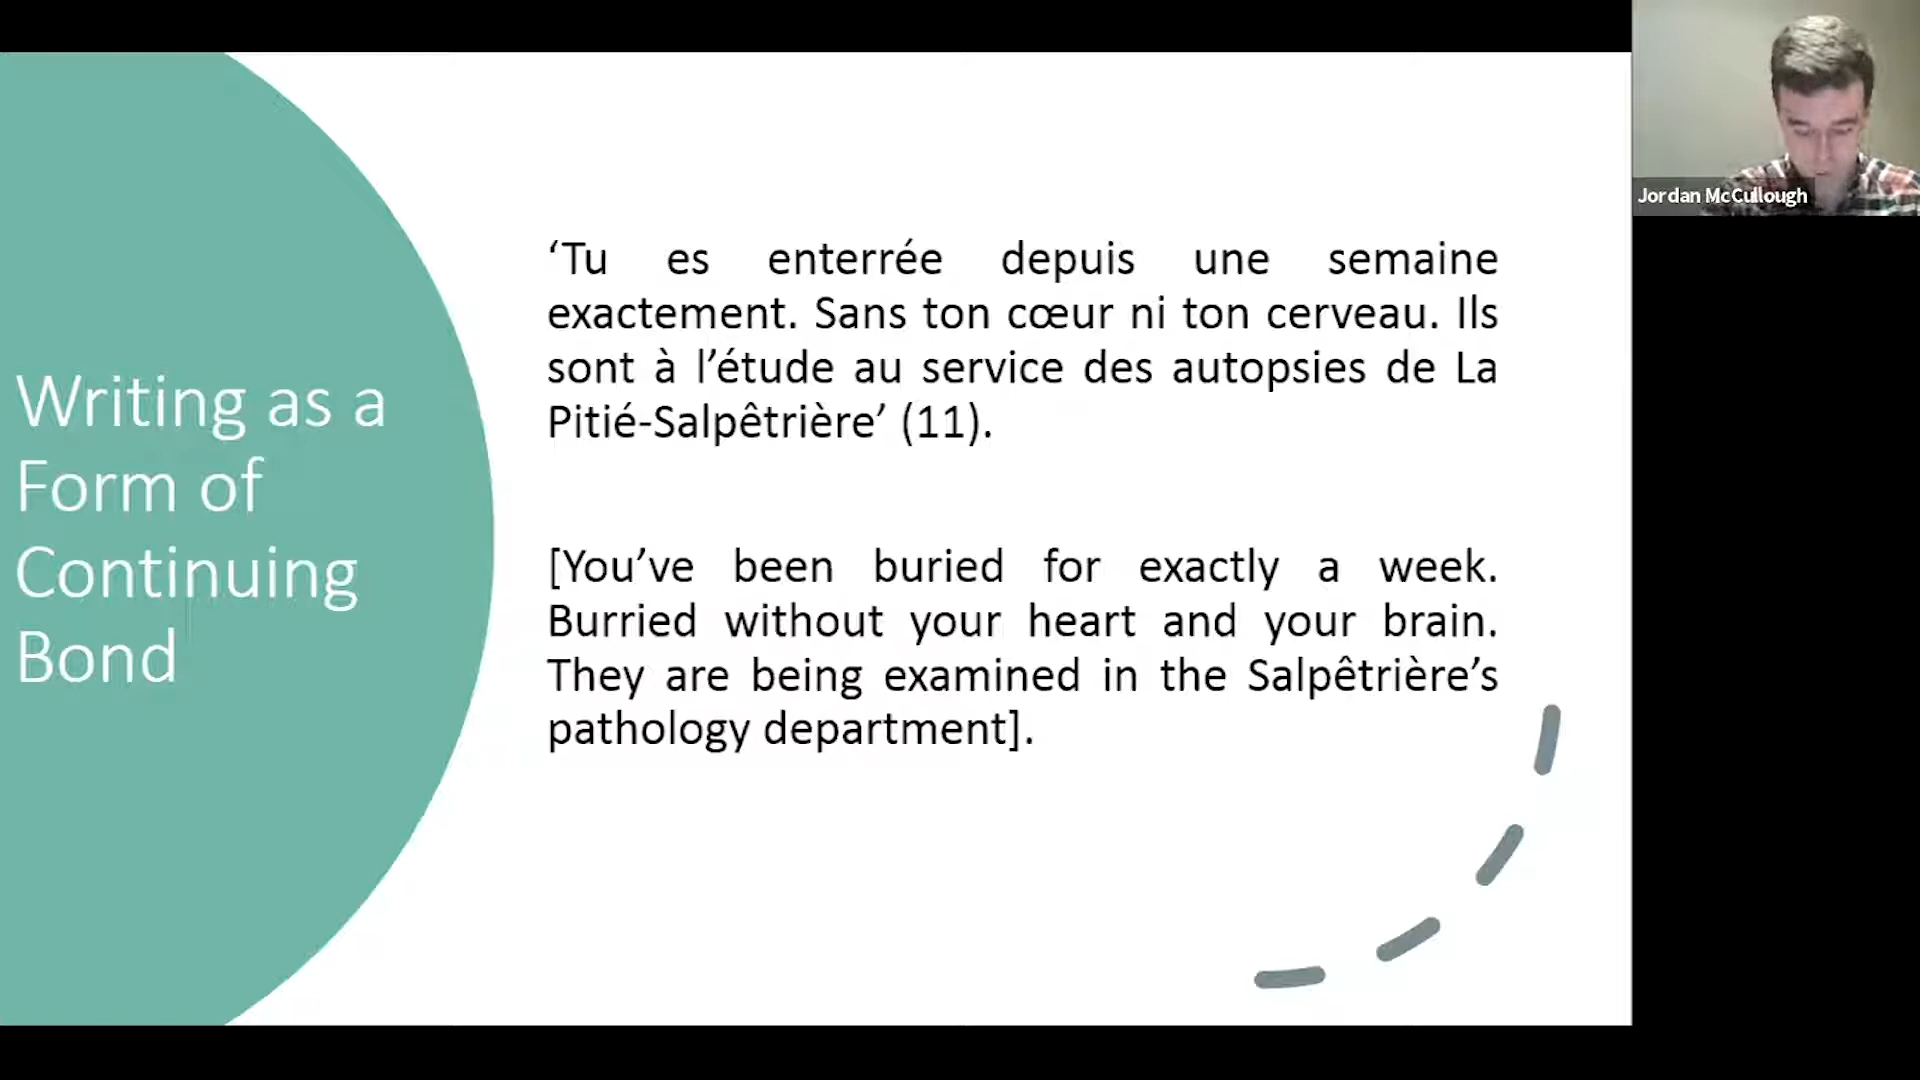 Writing as a
Form of
Continuing
Bond
‘Tu es enterrée depuis une semaine
exactement. Sans ton cœur ni ton cerveau. Ils
sont à l’étude au service des autopsies de La
Pitié-Salpêtrière’ (11).
[You’ve been buried for exactly a week.
Burried without your heart and your brain.
They are being examined in the Salpêtrière’s
pathology department].
Jordan McCullough